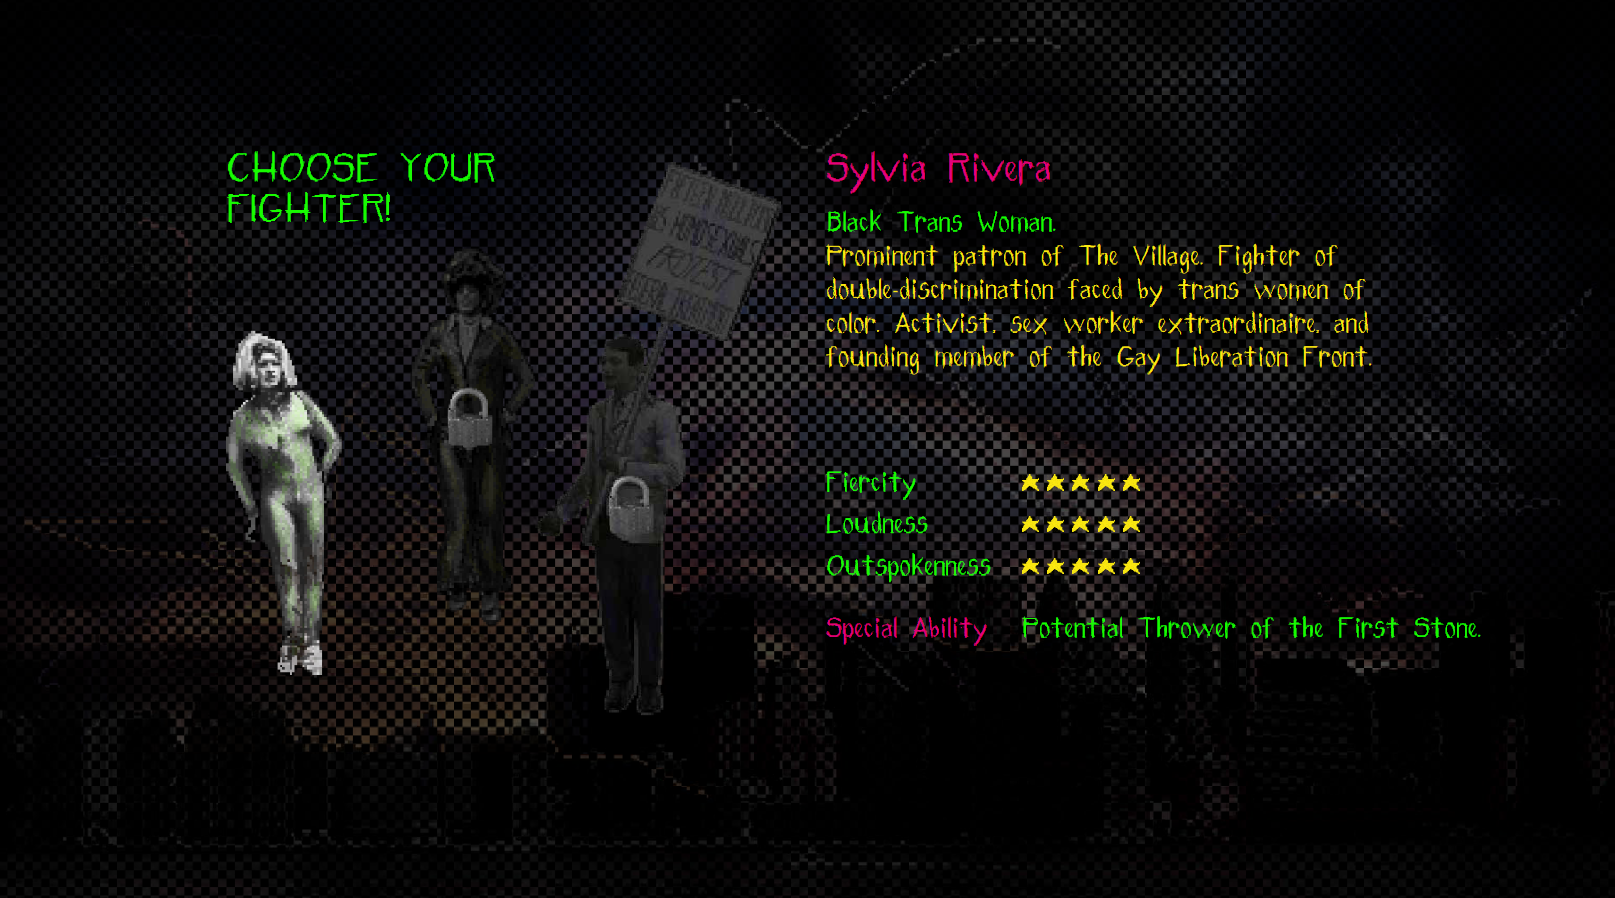 CHOOSE YOUR
FIGHTER!
HOMOSEXUALS
PROTEST
Sylvia Rivera
Black Trans Woman.
Prominent patron of The Village. Fighter of
double-discrimination faced by trans women of
color. Activist, sex worker extraordinaire, and
founding member of the Gay Liberation Front.
Fiercity
Loudness
Outspokenness
Special Ability Potential Thrower of the First Stone.